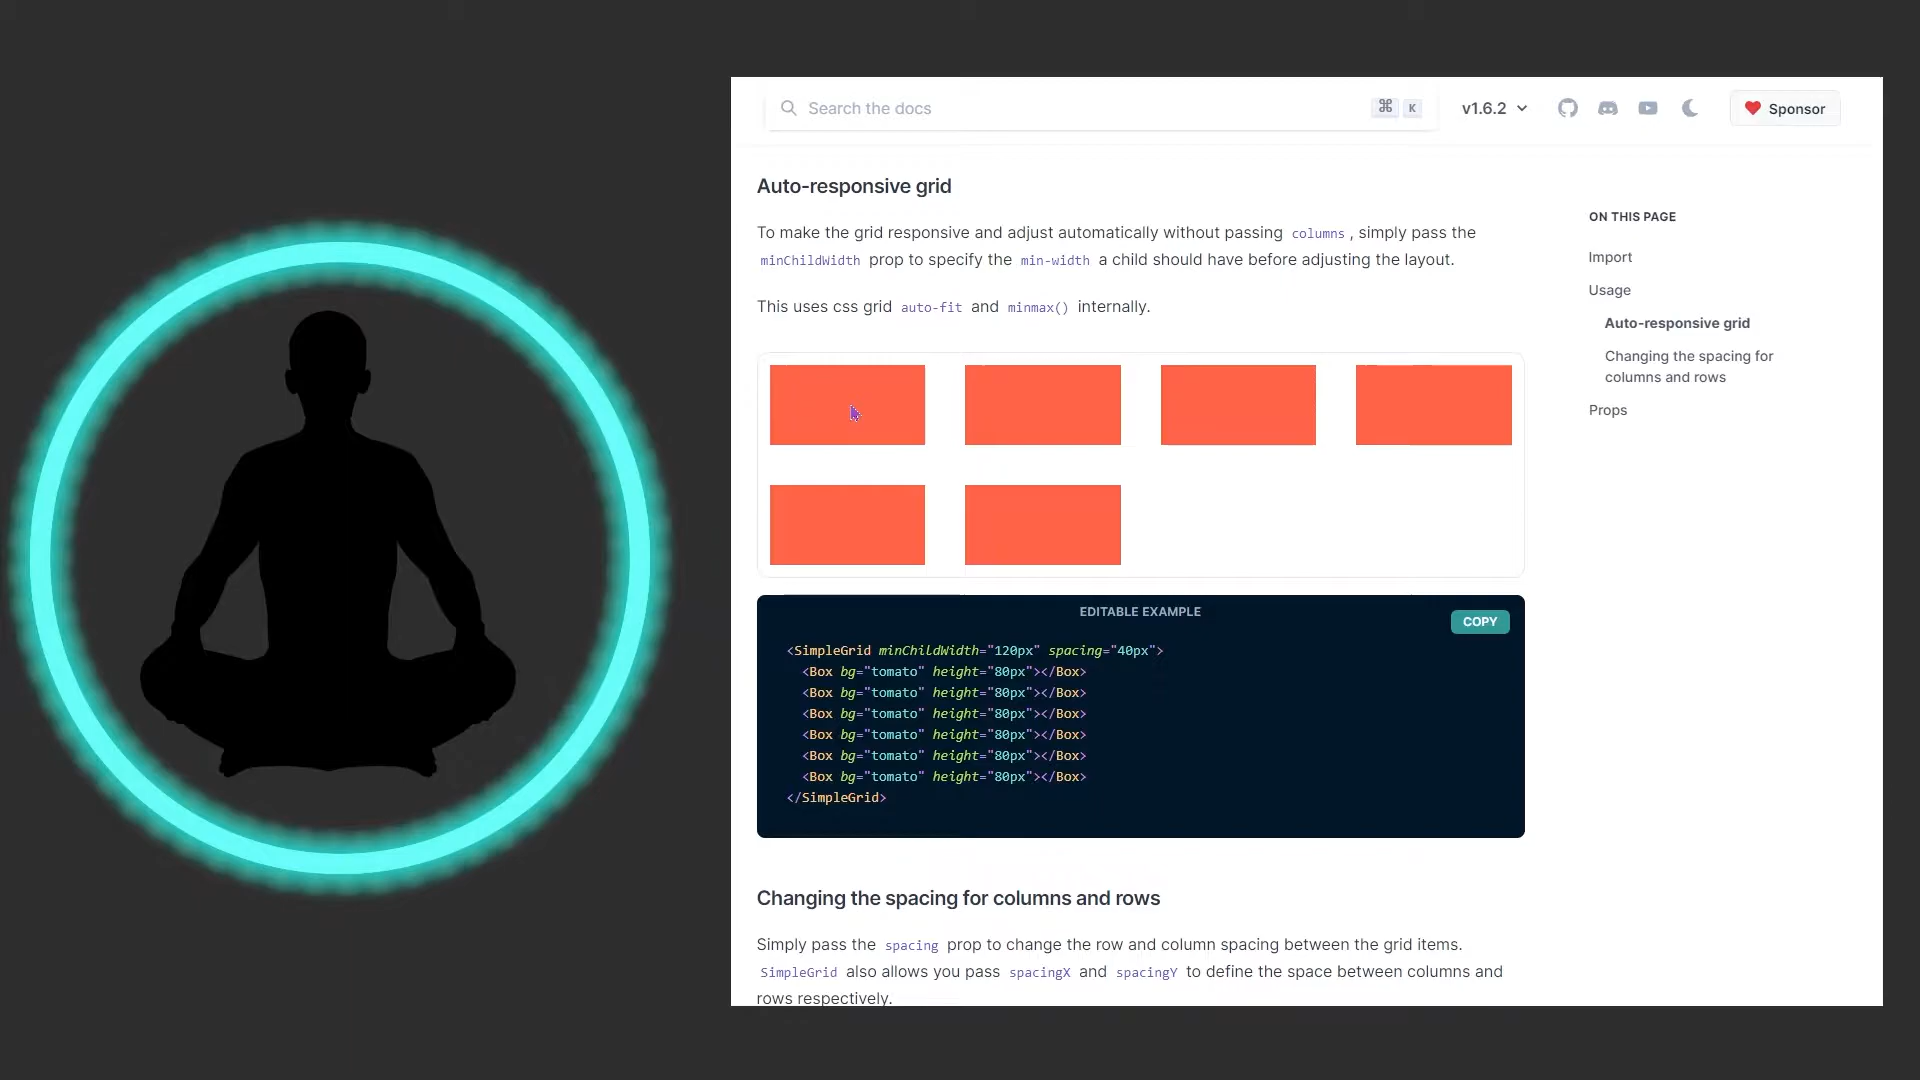 Search the docs
⌘ K
v1.6.2
Sponsor
Auto-responsive grid
To make the grid responsive and adjust automatically without passing columns , simply pass the
minChildWidth prop to specify the min-width a child should have before adjusting the layout.
This uses css grid auto-fit and minmax() internally.
EDITABLE EXAMPLE
COPY
<SimpleGrid minChildWidth="120px" spacing="40px">
<Box bg="tomato" height="80px"></Box>
<Box bg="tomato" height="80px"></Box>
<Box bg="tomato" height="80px"></Box>
<Box bg="tomato" height="80px"></Box>
<Box bg="tomato" height="80px"></Box>
<Box bg="tomato" height="80px"></Box>
</SimpleGrid>
Changing the spacing for columns and rows
Simply pass the spacing prop to change the row and column spacing between the grid items.
SimpleGrid also allows you pass spacingX and spacingY to define the space between columns and
rows respectively.
ON THIS PAGE
Import
Usage
Auto-responsive grid
Changing the spacing for
columns and rows
Props